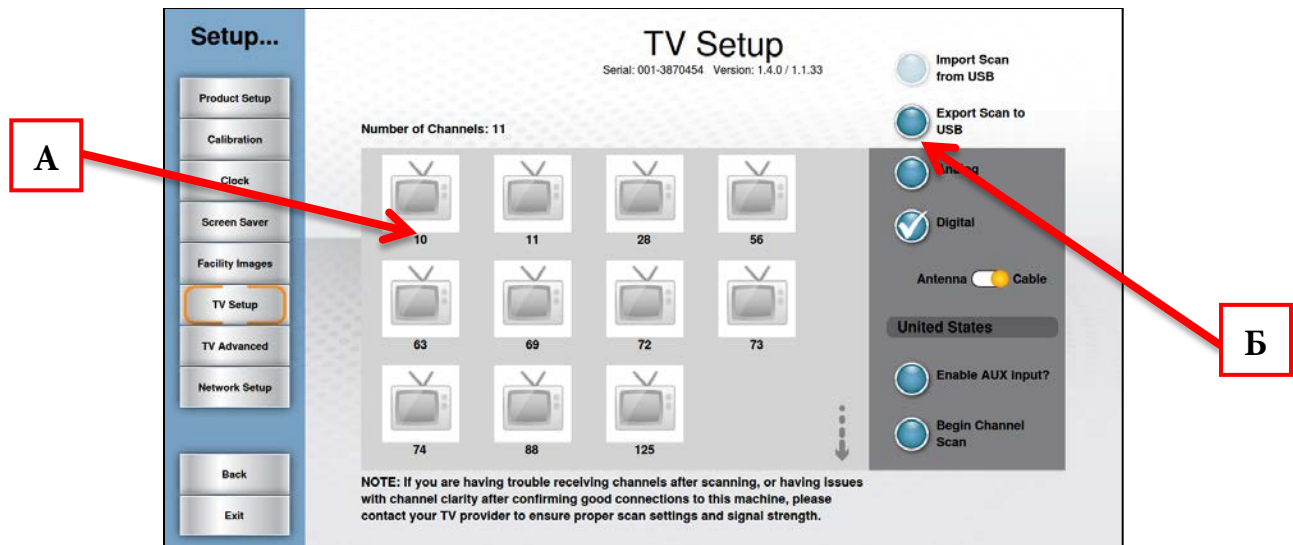 Setup...
Product Setup
Calibration
Clock
Screen Saver
Facility Images
TV Setup
TV Advanced
Network Setup
Back
Exit
TV Setup
Serial: 001-3870454 Version: 1.4.0 / 1.1.33
Number of Channels: 11
10 11 28 56
63 69 72 73
74 88 125
NOTE: If you are having trouble receiving channels after scanning, or having issues
with channel clarity after confirming good connections to this machine, please
contact your TV provider to ensure proper scan settings and signal strength.
Import Scan
from USB
Export Scan to
USB
Analog
Digital
Antenna Cable
United States
Enable AUX input?
Begin Channel
Scan
А
Б